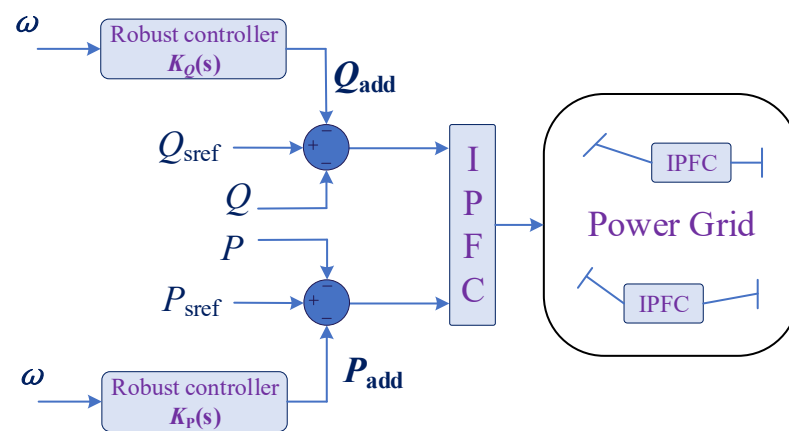 ω
Robust controller
K_Q(s)
Q_add
Q_sref
+
−
−
Q
P
P_sref
+
−
−
P_add
ω
Robust controller
K_P(s)
I
P
F
C
IPFC
Power Grid
IPFC